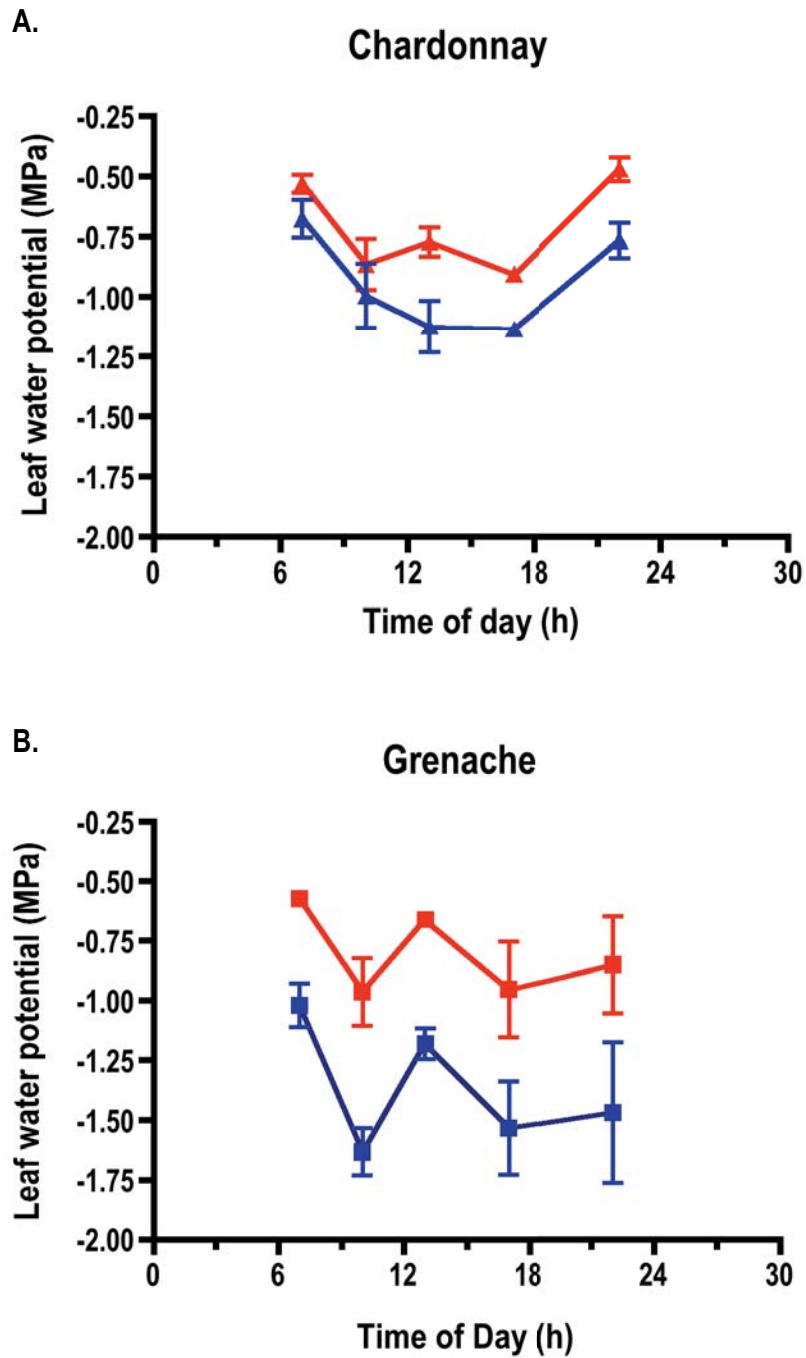 A.
Chardonnay
Leaf water potential (MPa)
-0.25
-0.50
-0.75
-1.00
-1.25
-1.50
-1.75
-2.00
0 6 12 18 24 30
Time of day (h)
B.
Grenache
Leaf water potential (MPa)
-0.25
-0.50
-0.75
-1.00
-1.25
-1.50
-1.75
-2.00
0 6 12 18 24 30
Time of Day (h)